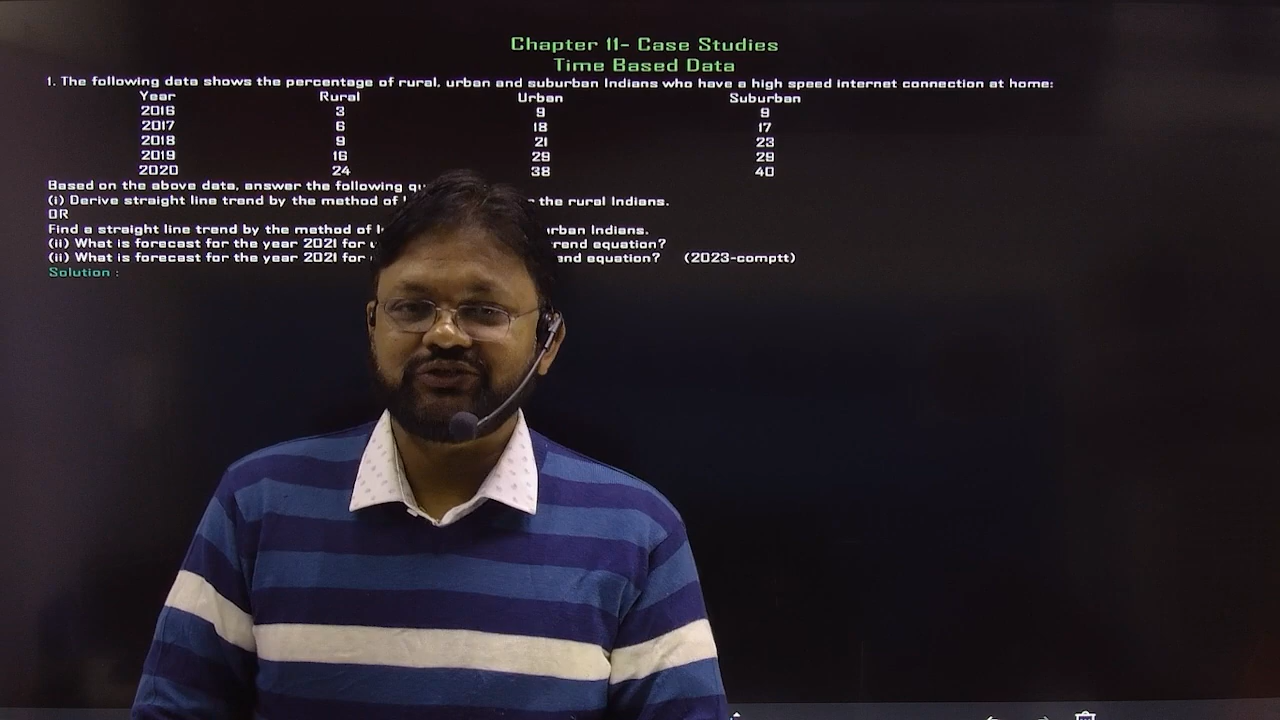 Chapter 11- Case Studies
Time Based Data
1. The following data shows the percentage of rural, urban and suburban Indians who have a high speed internet connection at home:
Year Rural Urban Suburban
2016 3 9 9
2017 6 18 17
2018 9 21 23
2019 16 29 29
2020 24 38 40
Based on the above data, answer the following
(i) Derive straight line trend by the method of the rural Indians.
OR
Find a straight line trend by the method of Indians.
(ii) What is forecast for the year 2021 for equation?
(ii) What is forecast for the year 2021 for equation? (2023-comptt)
Solution :